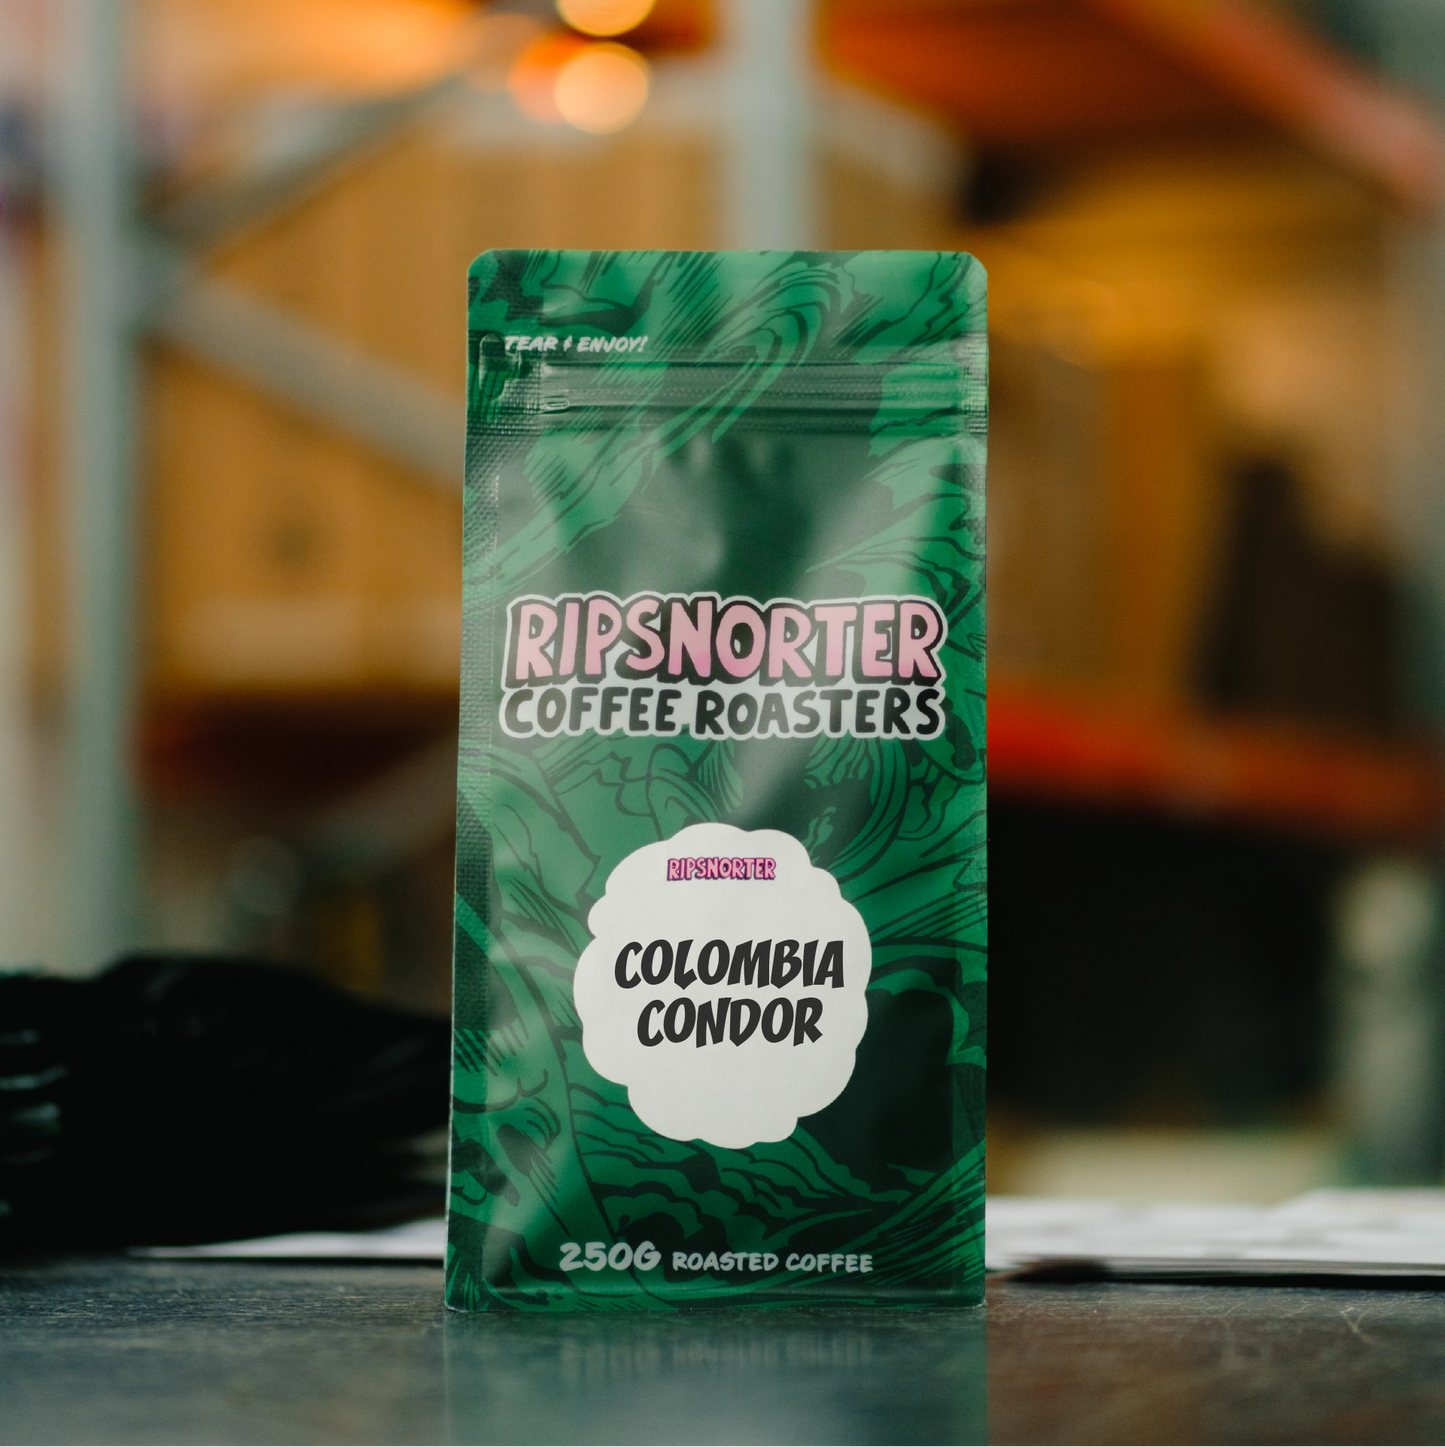 TEAR & ENJOY!
RIPSNORTER
COFFEE ROASTERS
RIPSNORTER
COLOMBIA
CONDOR
250G ROASTED COFFEE